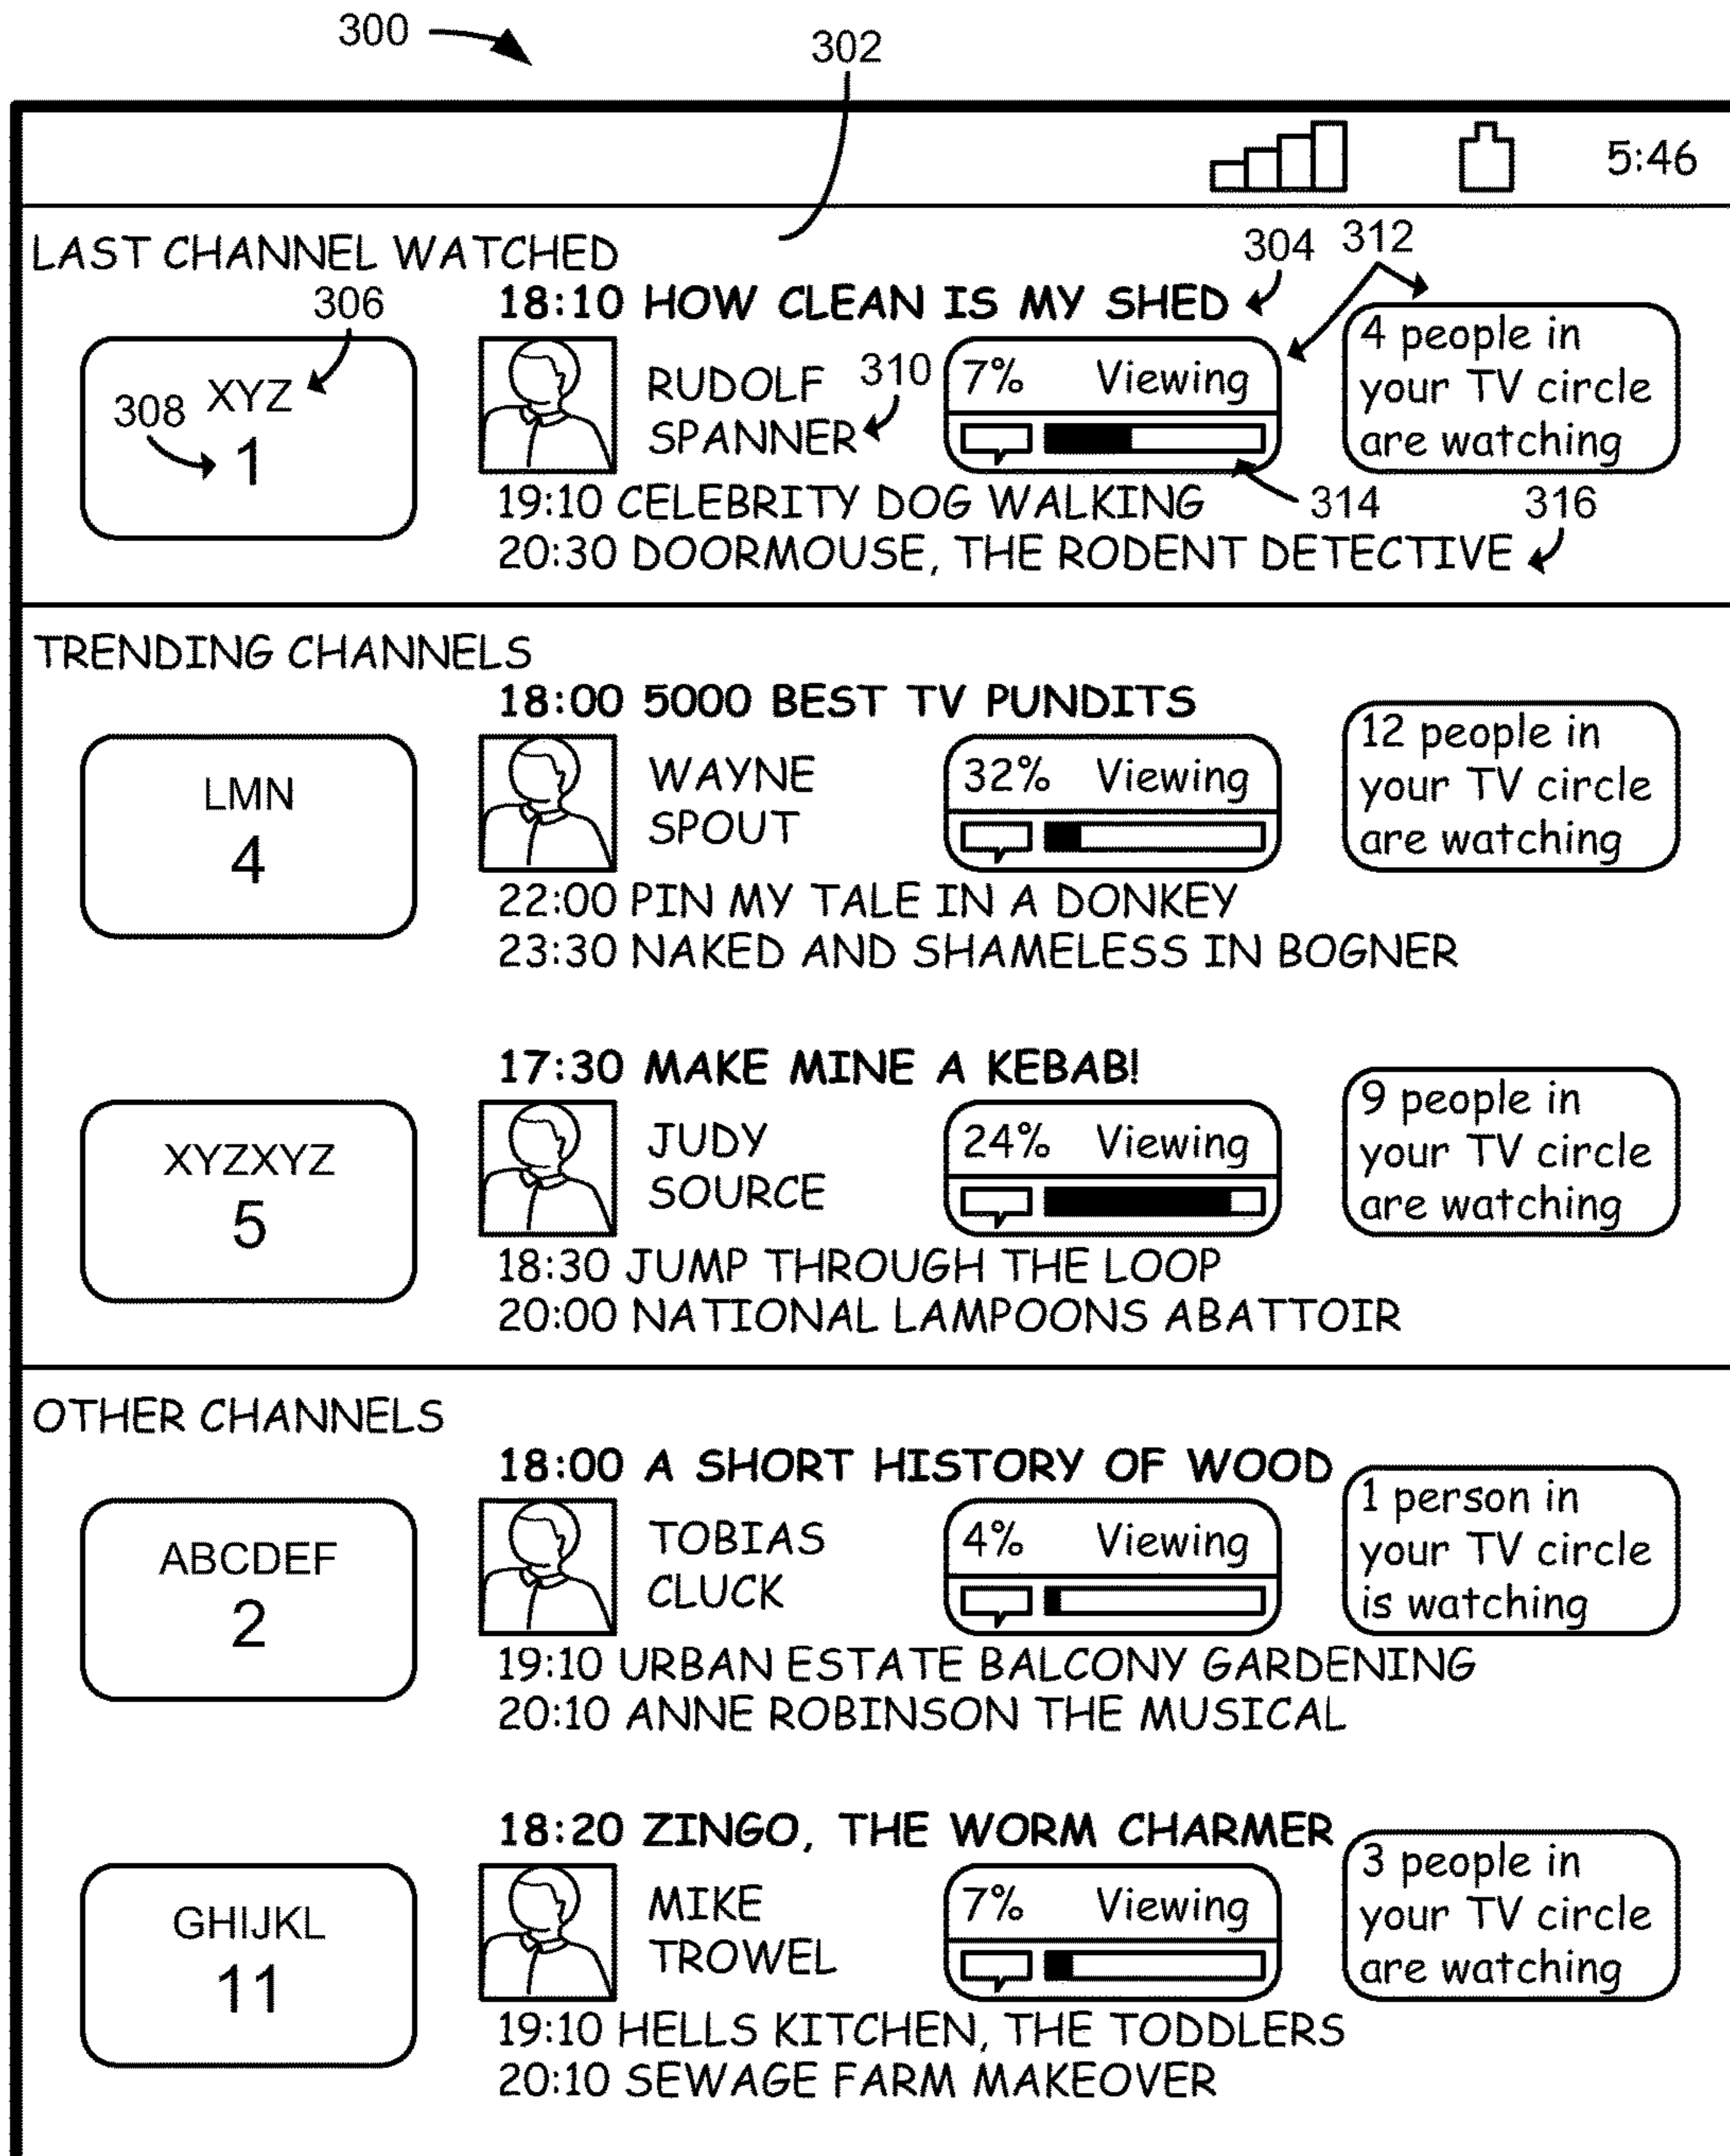 300
302
5:46
LAST CHANNEL WATCHED
304
312
306
18:10 HOW CLEAN IS MY SHED
XYZ
308
1
RUDOLF
SPANNER
310
7% Viewing
4 people in
your TV circle
are watching
19:10 CELEBRITY DOG WALKING
314
316
20:30 DOORMOUSE, THE RODENT DETECTIVE
TRENDING CHANNELS
18:00 5000 BEST TV PUNDITS
LMN
4
WAYNE
SPOUT
32% Viewing
12 people in
your TV circle
are watching
22:00 PIN MY TALE IN A DONKEY
23:30 NAKED AND SHAMELESS IN BOGNER
17:30 MAKE MINE A KEBAB!
XYZXYZ
5
JUDY
SOURCE
24% Viewing
9 people in
your TV circle
are watching
18:30 JUMP THROUGH THE LOOP
20:00 NATIONAL LAMPOONS ABATTOIR
OTHER CHANNELS
18:00 A SHORT HISTORY OF WOOD
ABCDEF
2
TOBIAS
CLUCK
4% Viewing
1 person in
your TV circle
is watching
19:10 URBAN ESTATE BALCONY GARDENING
20:10 ANNE ROBINSON THE MUSICAL
18:20 ZINGO, THE WORM CHARMER
GHIJKL
11
MIKE
TROWEL
7% Viewing
3 people in
your TV circle
are watching
19:10 HELLS KITCHEN, THE TODDLERS
20:10 SEWAGE FARM MAKEOVER